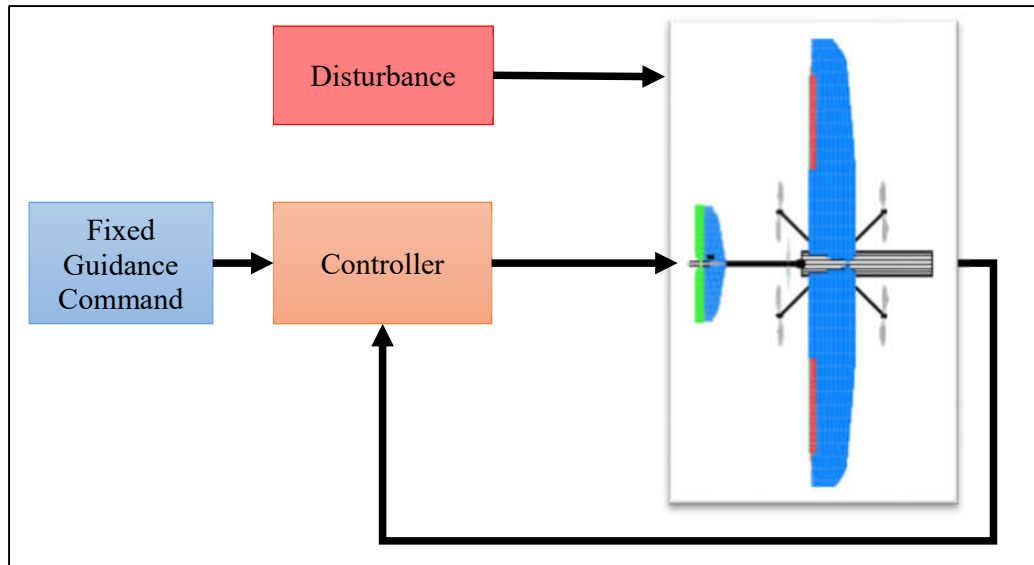 Disturbance
Fixed
Guidance
Command
Controller